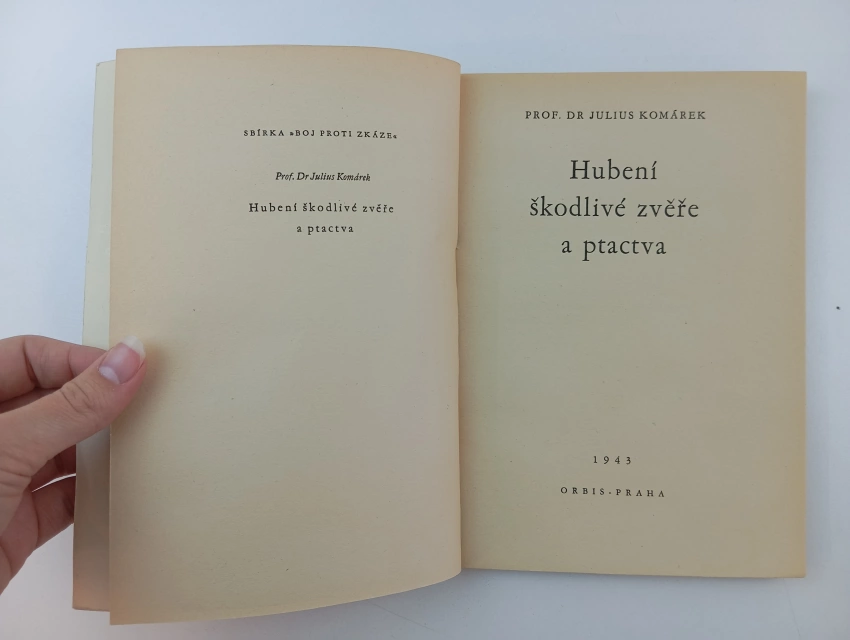 SBÍRKA »BOJ PROTI ZKÁZE«
Prof. Dr Julius Komárek
Hubení škodlivé zvěře
a ptactva
PROF. DR JULIUS KOMÁREK
Hubení
škodlivé zvěře
a ptactva
1943
ORBIS-PRAHA